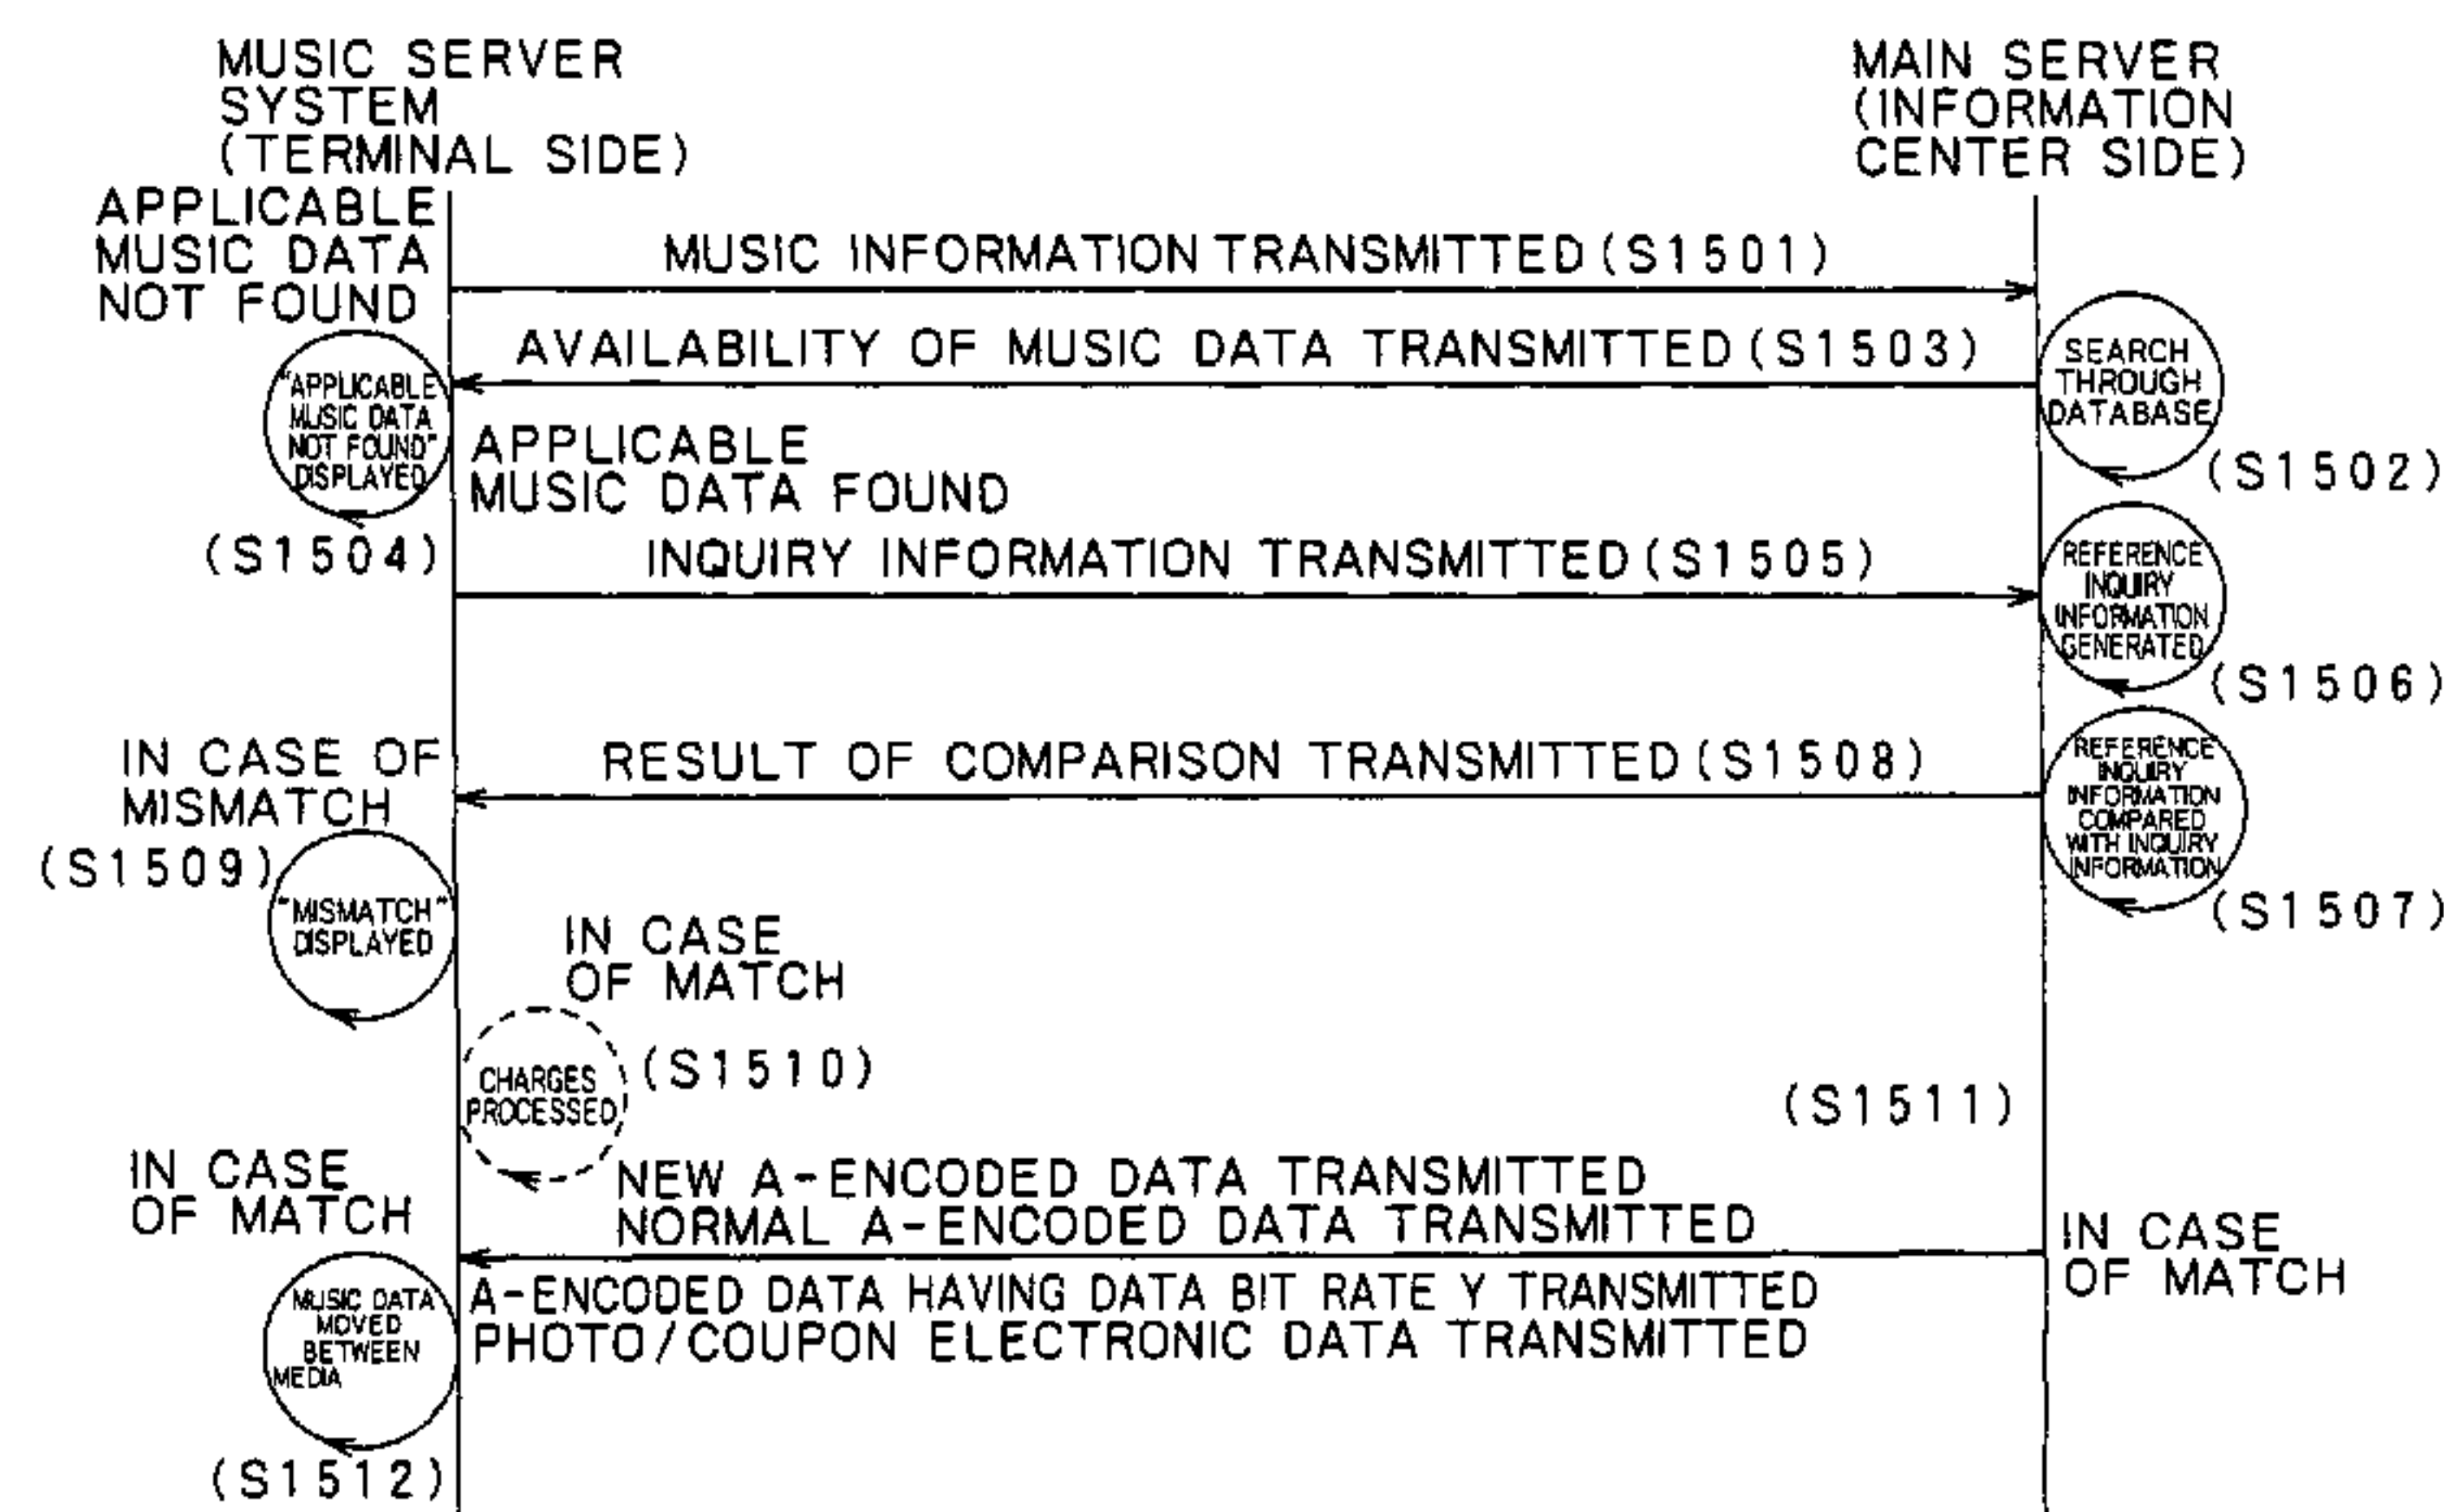 MUSIC SERVER
SYSTEM
(TERMINAL SIDE)
MAIN SERVER
(INFORMATION
CENTER SIDE)
APPLICABLE
MUSIC DATA
NOT FOUND
MUSIC INFORMATION TRANSMITTED (S1501)
AVAILABILITY OF MUSIC DATA TRANSMITTED (S1503)
SEARCH
THROUGH
DATABASE
(S1502)
"APPLICABLE
MUSIC DATA
NOT FOUND"
DISPLAYED
(S1504)
APPLICABLE
MUSIC DATA FOUND
INQUIRY INFORMATION TRANSMITTED (S1505)
REFERENCE
INQUIRY
INFORMATION
GENERATED
(S1506)
IN CASE OF
MISMATCH
RESULT OF COMPARISON TRANSMITTED (S1508)
REFERENCE
INQUIRY
INFORMATION
COMPARED
WITH INQUIRY
INFORMATION
(S1507)
(S1509)
"MISMATCH"
DISPLAYED
IN CASE
OF MATCH
CHARGES
PROCESSED
(S1510)
(S1511)
IN CASE
OF MATCH
NEW A-ENCODED DATA TRANSMITTED
NORMAL A-ENCODED DATA TRANSMITTED
IN CASE
OF MATCH
A-ENCODED DATA HAVING DATA BIT RATE Y TRANSMITTED
PHOTO/COUPON ELECTRONIC DATA TRANSMITTED
MUSIC DATA
MOVED
BETWEEN
MEDIA
(S1512)